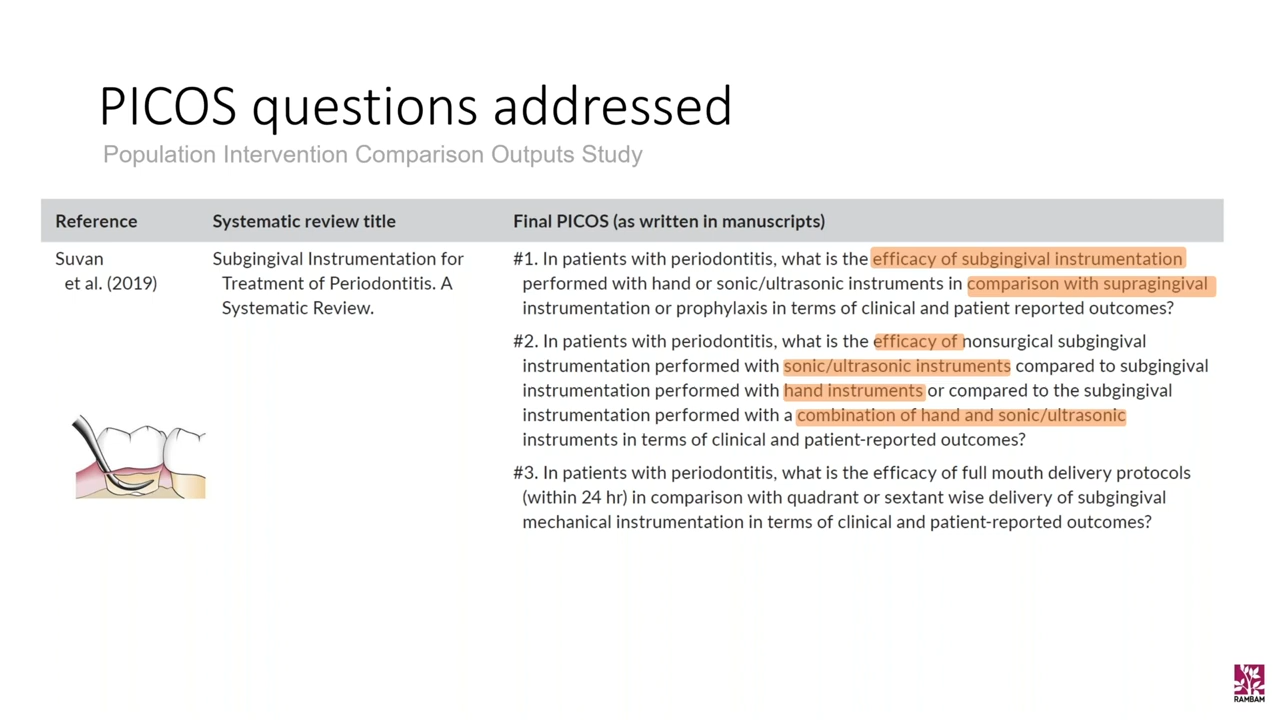 PICOS questions addressed
Population Intervention Comparison Outputs Study
Reference
Systematic review title
Final PICOS (as written in manuscripts)
Suvan
et al. (2019)
Subgingival Instrumentation for
Treatment of Periodontitis. A
Systematic Review.
#1. In patients with periodontitis, what is the efficacy of subgingival instrumentation
performed with hand or sonic/ultrasonic instruments in comparison with supragingival
instrumentation or prophylaxis in terms of clinical and patient reported outcomes?
#2. In patients with periodontitis, what is the efficacy of nonsurgical subgingival
instrumentation performed with sonic/ultrasonic instruments compared to subgingival
instrumentation performed with hand instruments or compared to the subgingival
instrumentation performed with a combination of hand and sonic/ultrasonic
instruments in terms of clinical and patient-reported outcomes?
#3. In patients with periodontitis, what is the efficacy of full mouth delivery protocols
(within 24 hr) in comparison with quadrant or sextant wise delivery of subgingival
mechanical instrumentation in terms of clinical and patient-reported outcomes?
RAMBAM